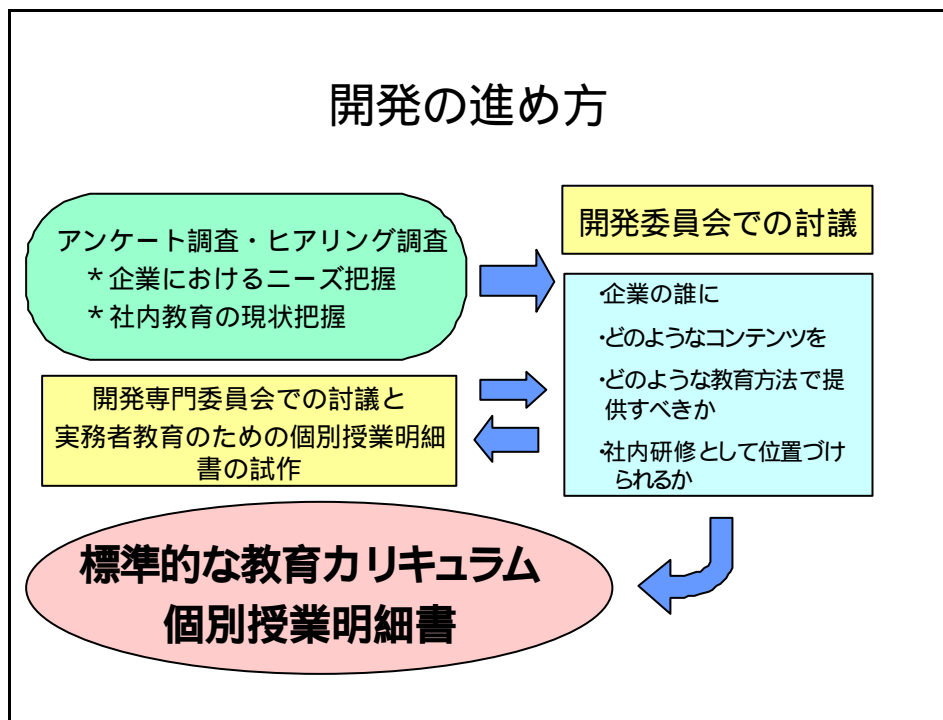 開発の進め方
アンケート調査・ヒアリング調査
*企業におけるニーズ把握
*社内教育の現状把握
開発委員会での討議
・企業の誰に
・どのようなコンテンツを
・どのような教育方法で提
供すべきか
・社内研修として位置づけ
られるか
開発専門委員会での討議と
実務者教育のための個別授業明細
書の試作
標準的な教育カリキュラム
個別授業明細書